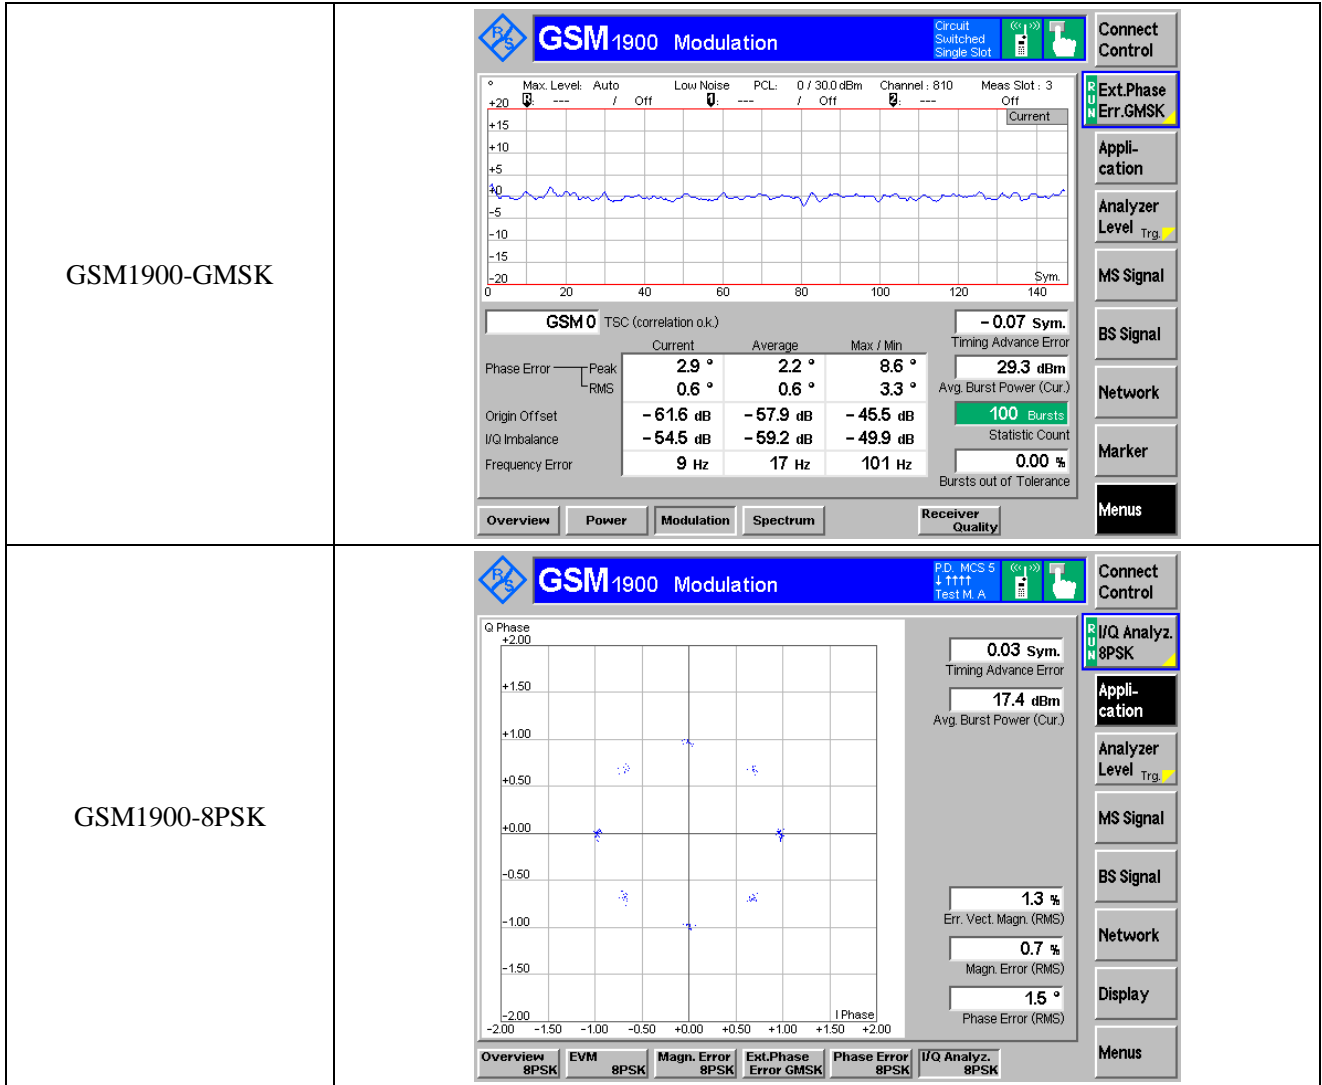 GSM1900-GMSK
R/S
GSM 1900 Modulation
Circuit
Switched
Single Slot
Connect
Control
° Max. Level: Auto Low Noise PCL: 0 / 30.0 dBm Channel : 810 Meas Slot : 3
R: --- / Off 1: --- / Off 2: --- Off
Current
+20
+15
+10
+5
+0
-5
-10
-15
-20
Sym.
0 20 40 60 80 100 120 140
RUN
Ext.Phase
Err.GMSK
Appli-
cation
Analyzer
Level Trg.
MS Signal
BS Signal
Network
Marker
Menus
GSM 0 TSC (correlation o.k.)
- 0.07 Sym.
Timing Advance Error
Current Average Max / Min
Phase Error Peak 2.9 ° 2.2 ° 8.6 °
RMS 0.6 ° 0.6 ° 3.3 °
29.3 dBm
Avg. Burst Power (Cur.)
Origin Offset - 61.6 dB - 57.9 dB - 45.5 dB
100 Bursts
Statistic Count
I/Q Imbalance - 54.5 dB - 59.2 dB - 49.9 dB
Frequency Error 9 Hz 17 Hz 101 Hz
0.00 %
Bursts out of Tolerance
Overview Power Modulation Spectrum Receiver
Quality
GSM1900-8PSK
R/S
GSM 1900 Modulation
P.D. MCS 5
↓ ↑↑↑↑
Test M. A
Connect
Control
Q Phase
+2.00
+1.50
+1.00
+0.50
+0.00
-0.50
-1.00
-1.50
-2.00
I Phase
-2.00 -1.50 -1.00 -0.50 +0.00 +0.50 +1.00 +1.50 +2.00
0.03 Sym.
Timing Advance Error
17.4 dBm
Avg. Burst Power (Cur.)
1.3 %
Err. Vect. Magn. (RMS)
0.7 %
Magn. Error (RMS)
1.5 °
Phase Error (RMS)
RUN
I/Q Analyz.
8PSK
Appli-
cation
Analyzer
Level Trg.
MS Signal
BS Signal
Network
Display
Menus
Overview
8PSK
EVM
8PSK
Magn. Error
8PSK
Ext.Phase
Error GMSK
Phase Error
8PSK
I/Q Analyz.
8PSK